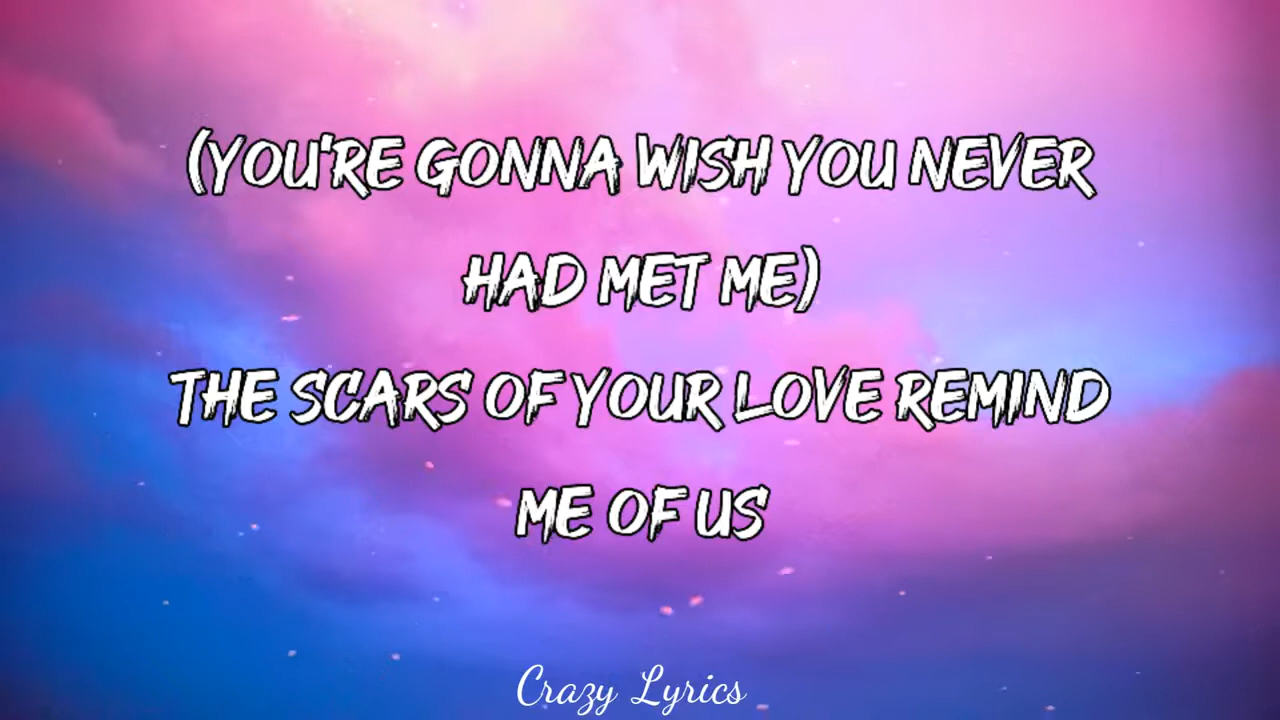 (YOU'RE GONNA WISH YOU NEVER
HAD MET ME)
THE SCARS OF YOUR LOVE REMIND
ME OF US
Crazy Lyrics